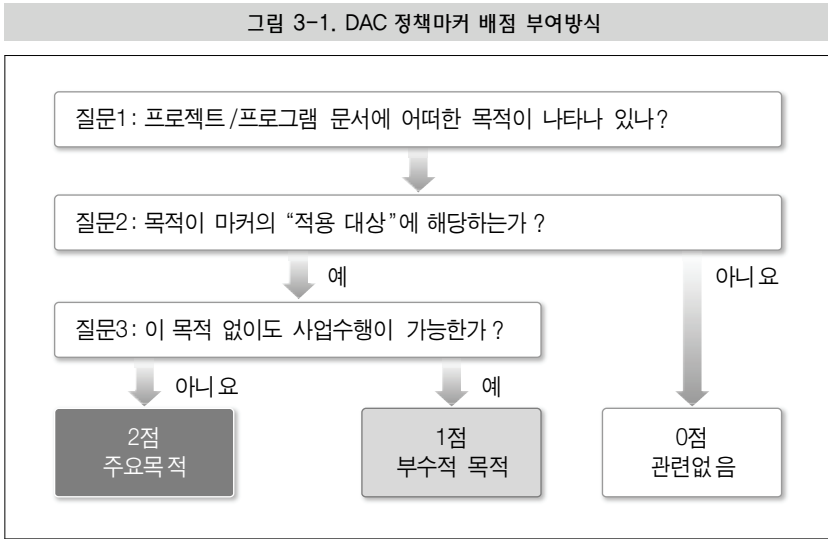 그림 3-1. DAC 정책마커 배점 부여방식
질문1: 프로젝트/프로그램 문서에 어떠한 목적이 나타나 있나?
질문2: 목적이 마커의 “적용 대상”에 해당하는가?
예
아니요
질문3: 이 목적 없이도 사업수행이 가능한가?
아니요
예
2점
주요목적
1점
부수적 목적
0점
관련없음